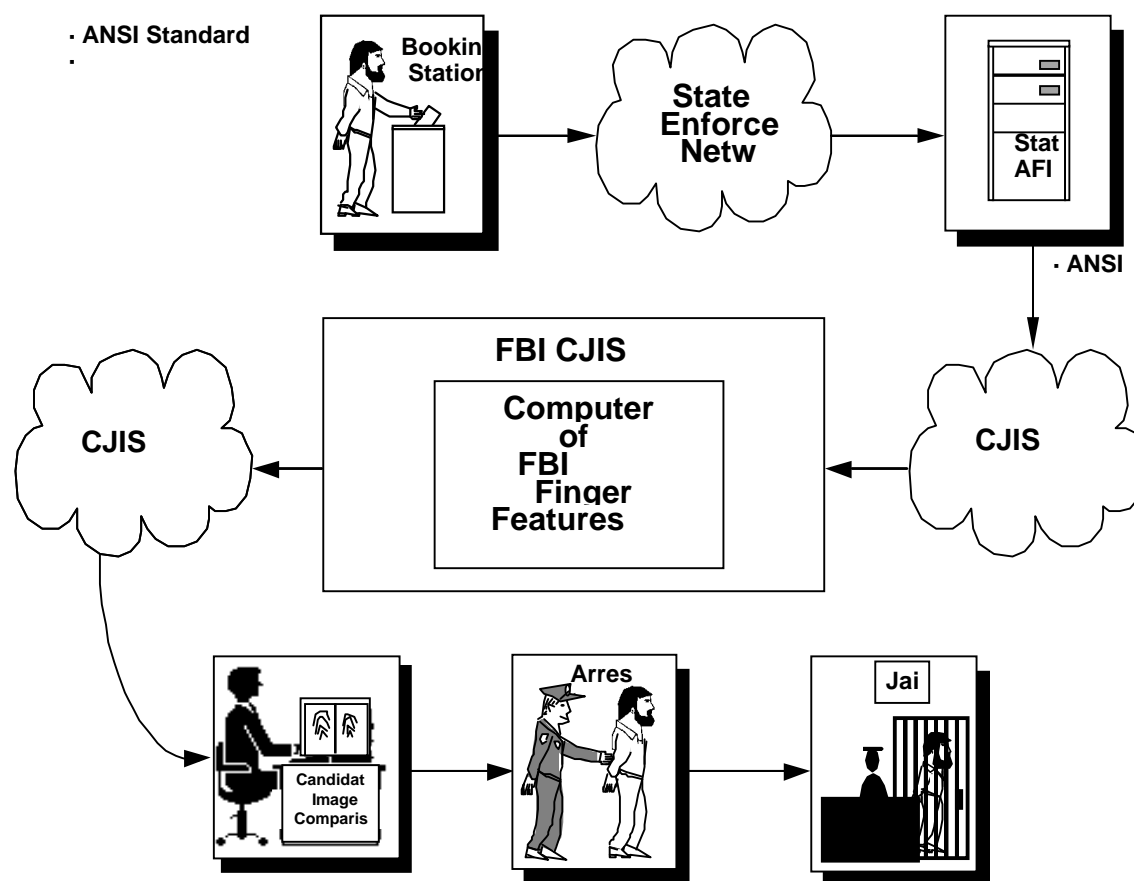 · ANSI Standard
·
Bookin
Station
State
Enforce
Netw
Stat
AFI
· ANSI
FBI CJIS
Computer
of
FBI
Finger
Features
CJIS
CJIS
Candidat
Image
Comparis
Arres
Jai